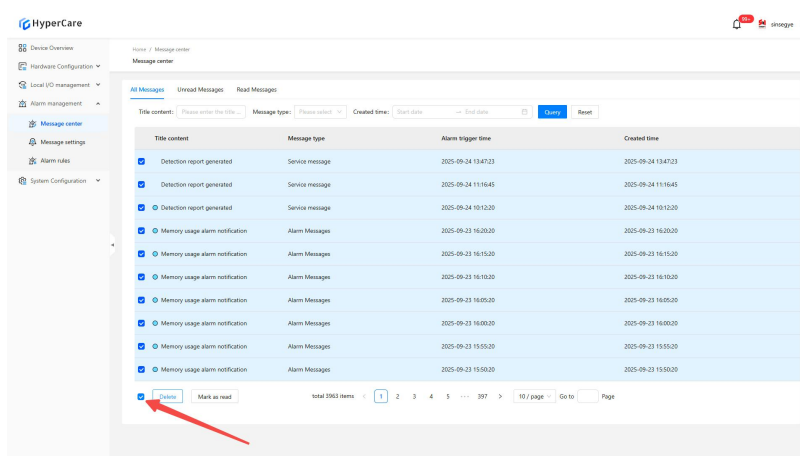 HyperCare
99+
sinsegye
Device Overview
Hardware Configuration
Local I/O management
Alarm management
Message center
Message settings
Alarm rules
System Configuration
Home / Message center
Message center
All Messages Unread Messages Read Messages
Title content: Please enter the title ... Message type: Please select Created time: Start date → End date Query Reset
Title content Message type Alarm trigger time Created time
Detection report generated Service message 2025-09-24 13:47:23 2025-09-24 13:47:23
Detection report generated Service message 2025-09-24 11:16:45 2025-09-24 11:16:45
Detection report generated Service message 2025-09-24 10:12:20 2025-09-24 10:12:20
Memory usage alarm notification Alarm Messages 2025-09-23 16:20:20 2025-09-23 16:20:20
Memory usage alarm notification Alarm Messages 2025-09-23 16:15:20 2025-09-23 16:15:20
Memory usage alarm notification Alarm Messages 2025-09-23 16:10:20 2025-09-23 16:10:20
Memory usage alarm notification Alarm Messages 2025-09-23 16:05:20 2025-09-23 16:05:20
Memory usage alarm notification Alarm Messages 2025-09-23 16:00:20 2025-09-23 16:00:20
Memory usage alarm notification Alarm Messages 2025-09-23 15:55:20 2025-09-23 15:55:20
Memory usage alarm notification Alarm Messages 2025-09-23 15:50:20 2025-09-23 15:50:20
Delete Mark as read total 3963 items < 1 2 3 4 5 ··· 397 > 10 / page Go to Page